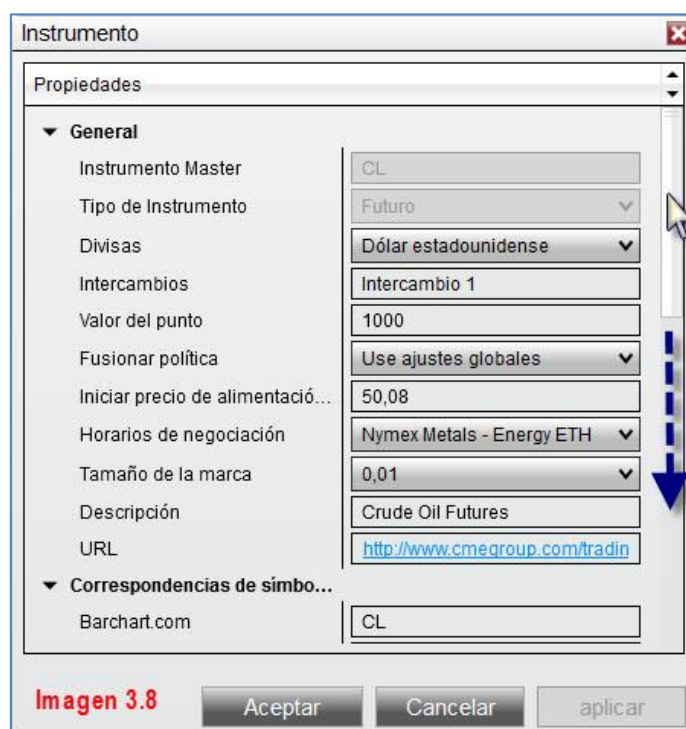 Instrumento
Propiedades
General
Instrumento Master CL
Tipo de Instrumento Futuro
Divisas Dólar estadounidense
Intercambios Intercambio 1
Valor del punto 1000
Fusionar política Use ajustes globales
Iniciar precio de alimentació... 50,08
Horarios de negociación Nymex Metals - Energy ETH
Tamaño de la marca 0,01
Descripción Crude Oil Futures
URL http://www.cmegroup.com/tradin
Correspondencias de símbo...
Barchart.com CL
Imagen 3.8 Aceptar Cancelar aplicar